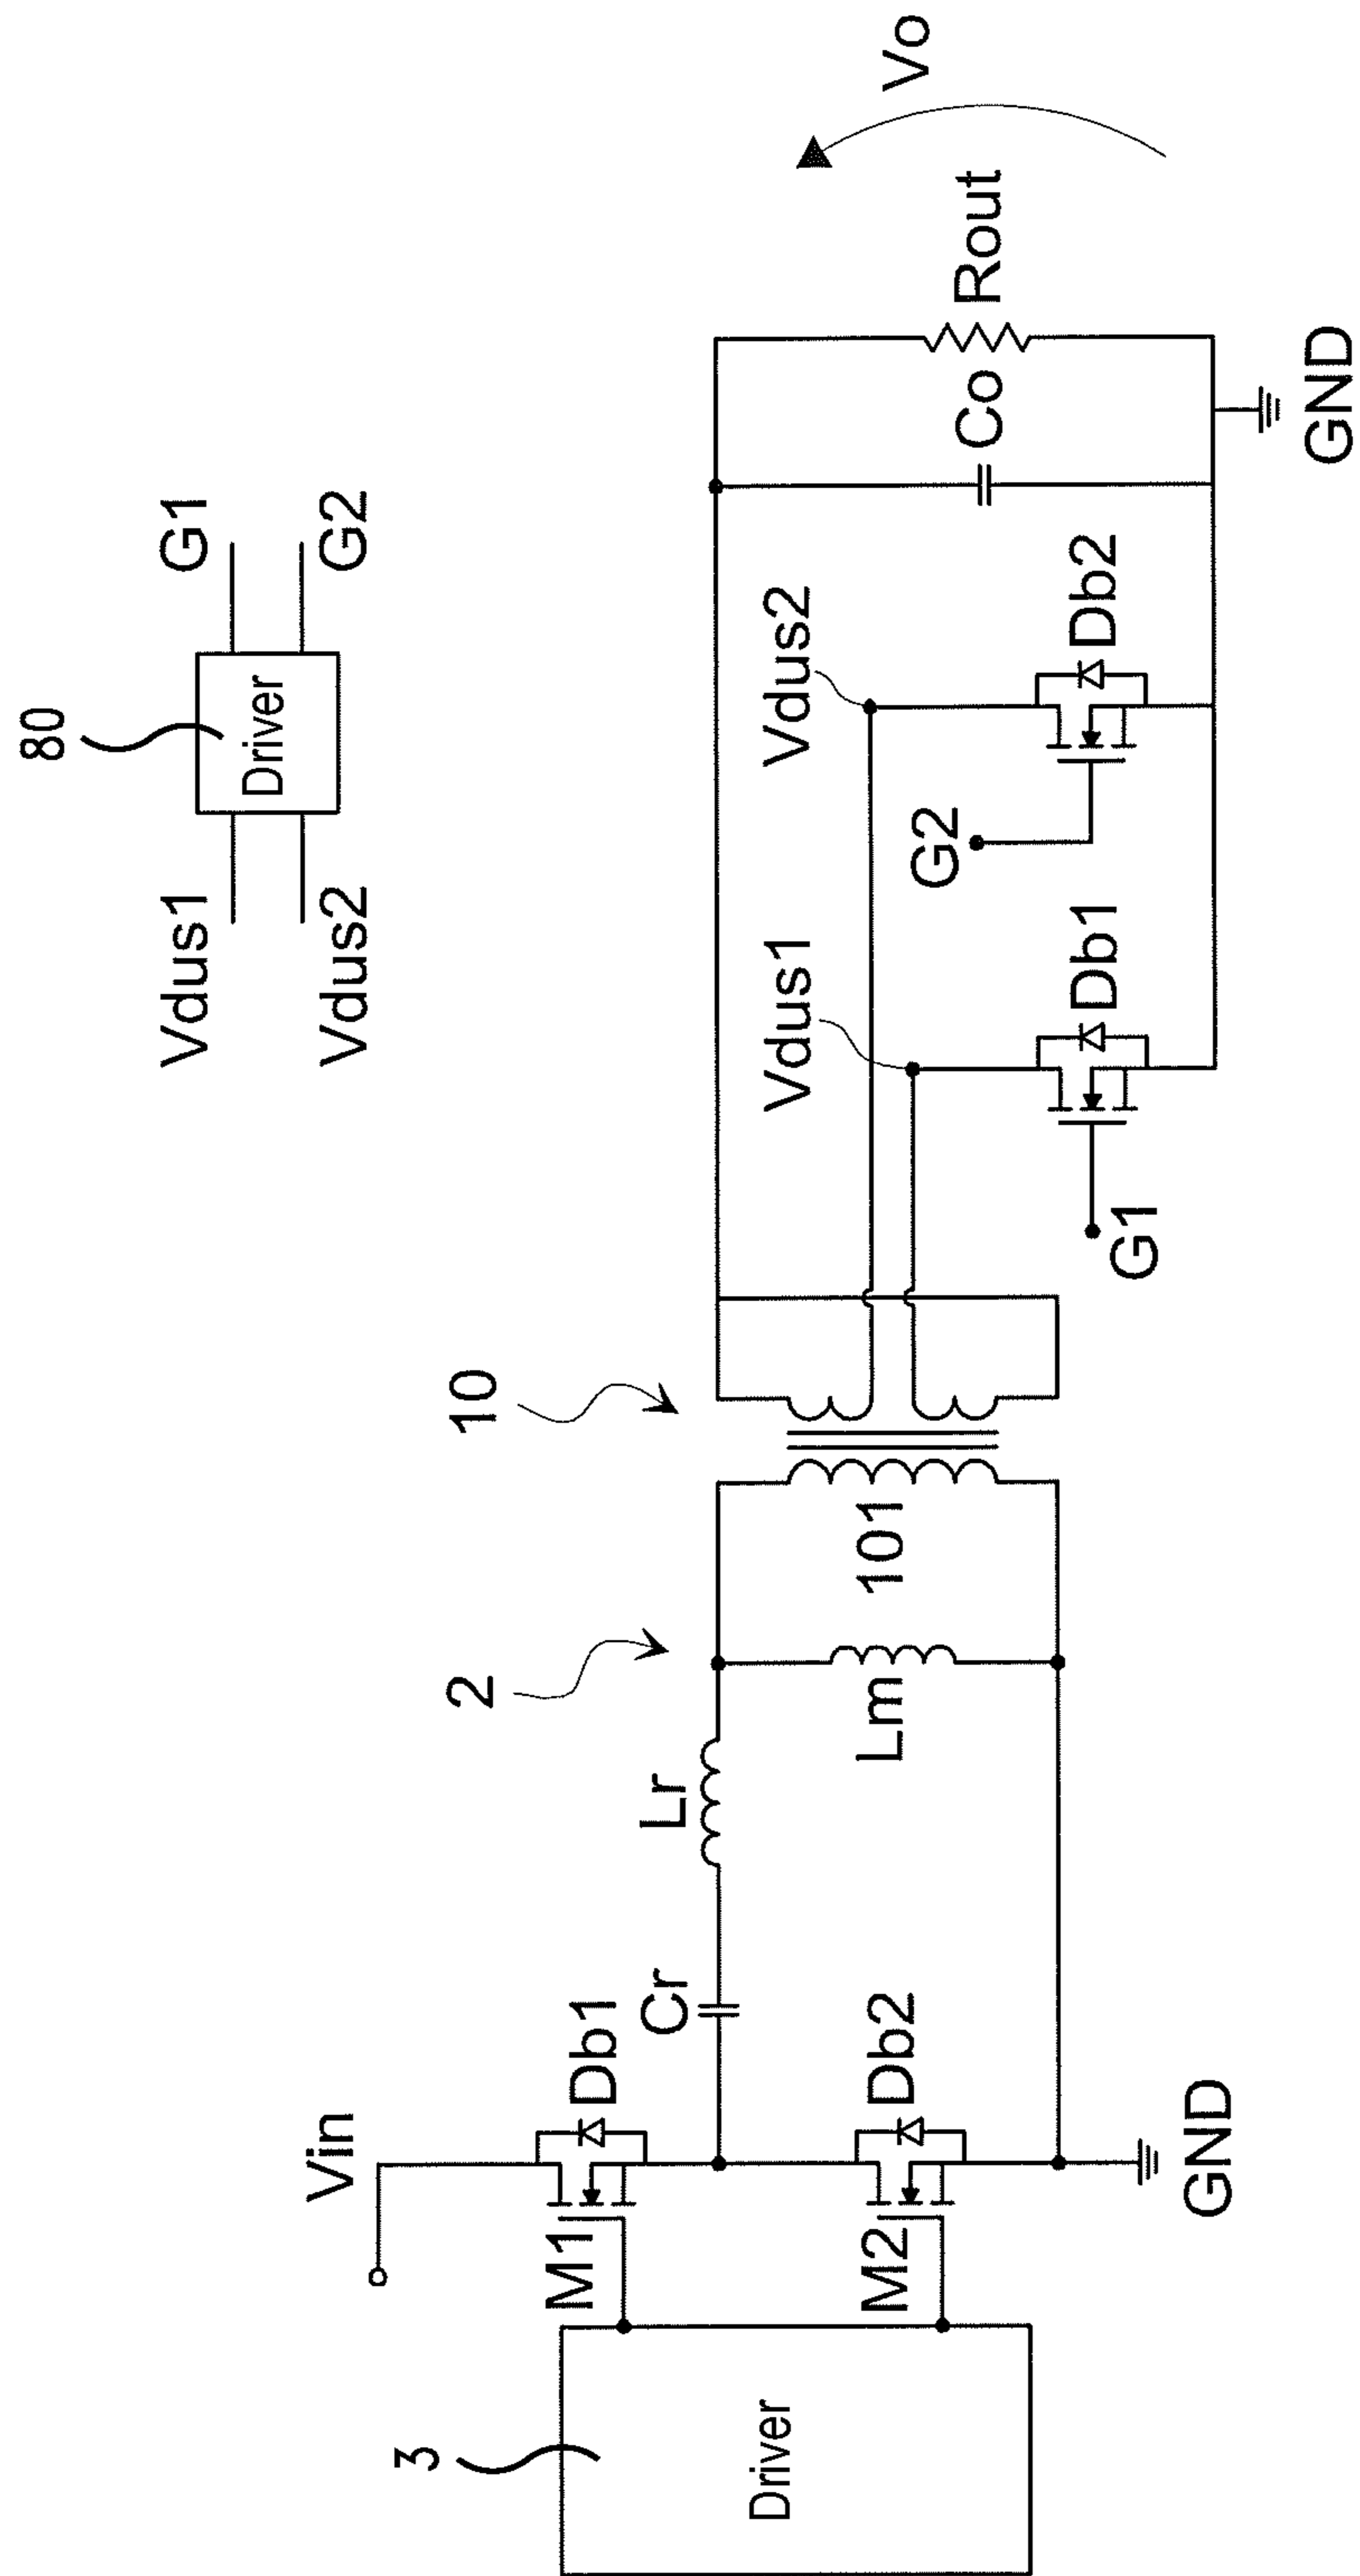 80
Vdus1
Vdus2
Driver
G1
G2
3
Driver
Vin
M1
Db1
M2
Db2
GND
Cr
Lr
2
Lm
101
10
Vdus1
G1
Db1
Vdus2
G2
Db2
Co
Rout
GND
Vo